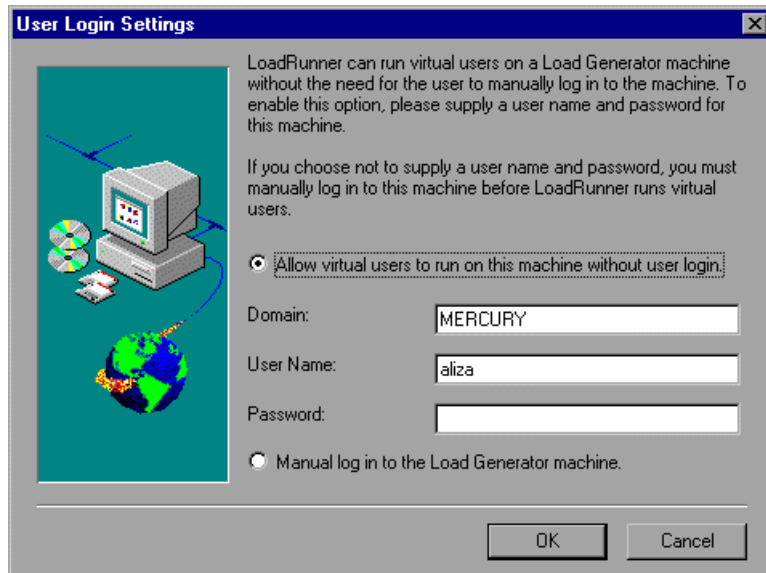 User Login Settings
LoadRunner can run virtual users on a Load Generator machine
without the need for the user to manually log in to the machine. To
enable this option, please supply a user name and password for
this machine.
If you choose not to supply a user name and password, you must
manually log in to this machine before LoadRunner runs virtual
users.
Allow virtual users to run on this machine without user login.
Domain: MERCURY
User Name: aliza
Password:
Manual log in to the Load Generator machine.
OK Cancel